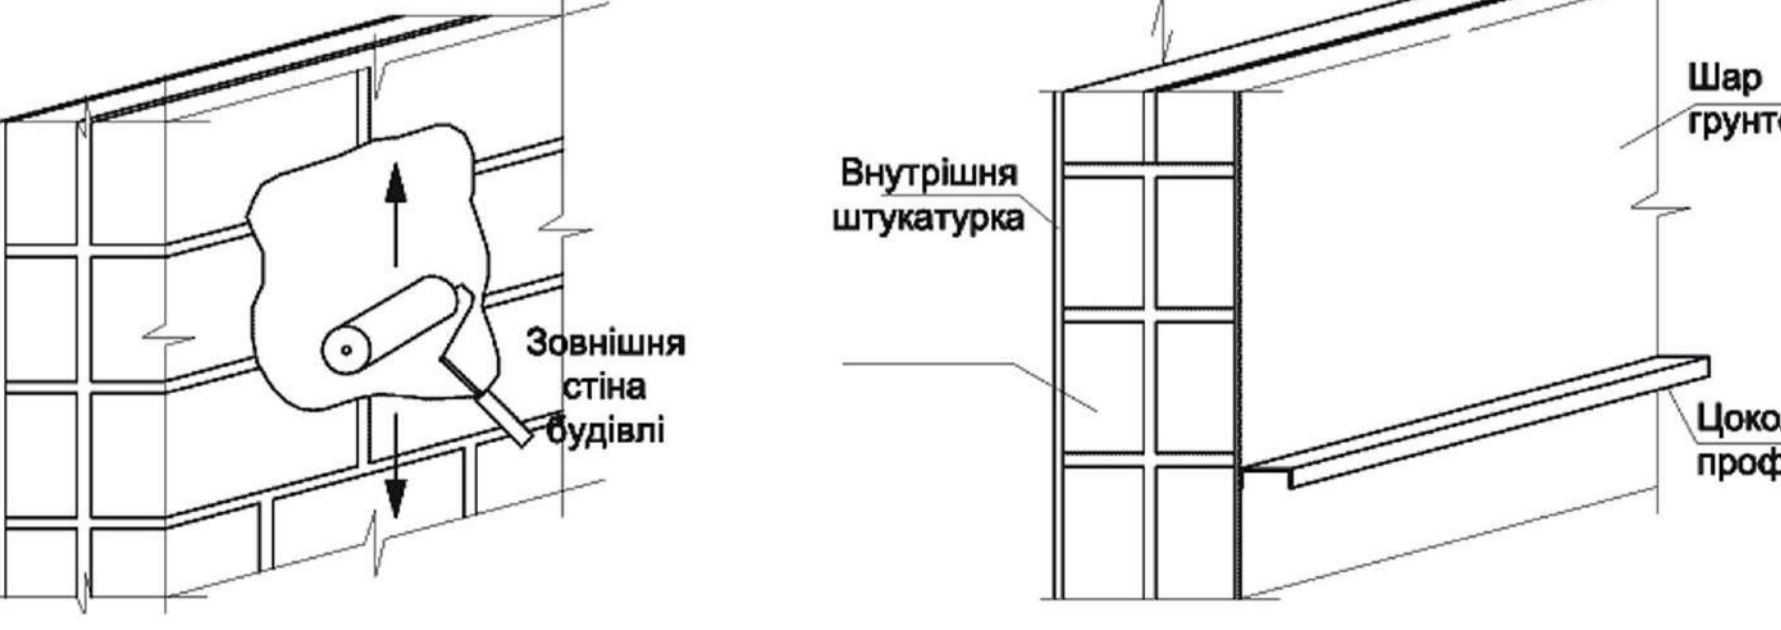 Зовнішня
стіна
будівлі
Внутрішня
штукатурка
Шар